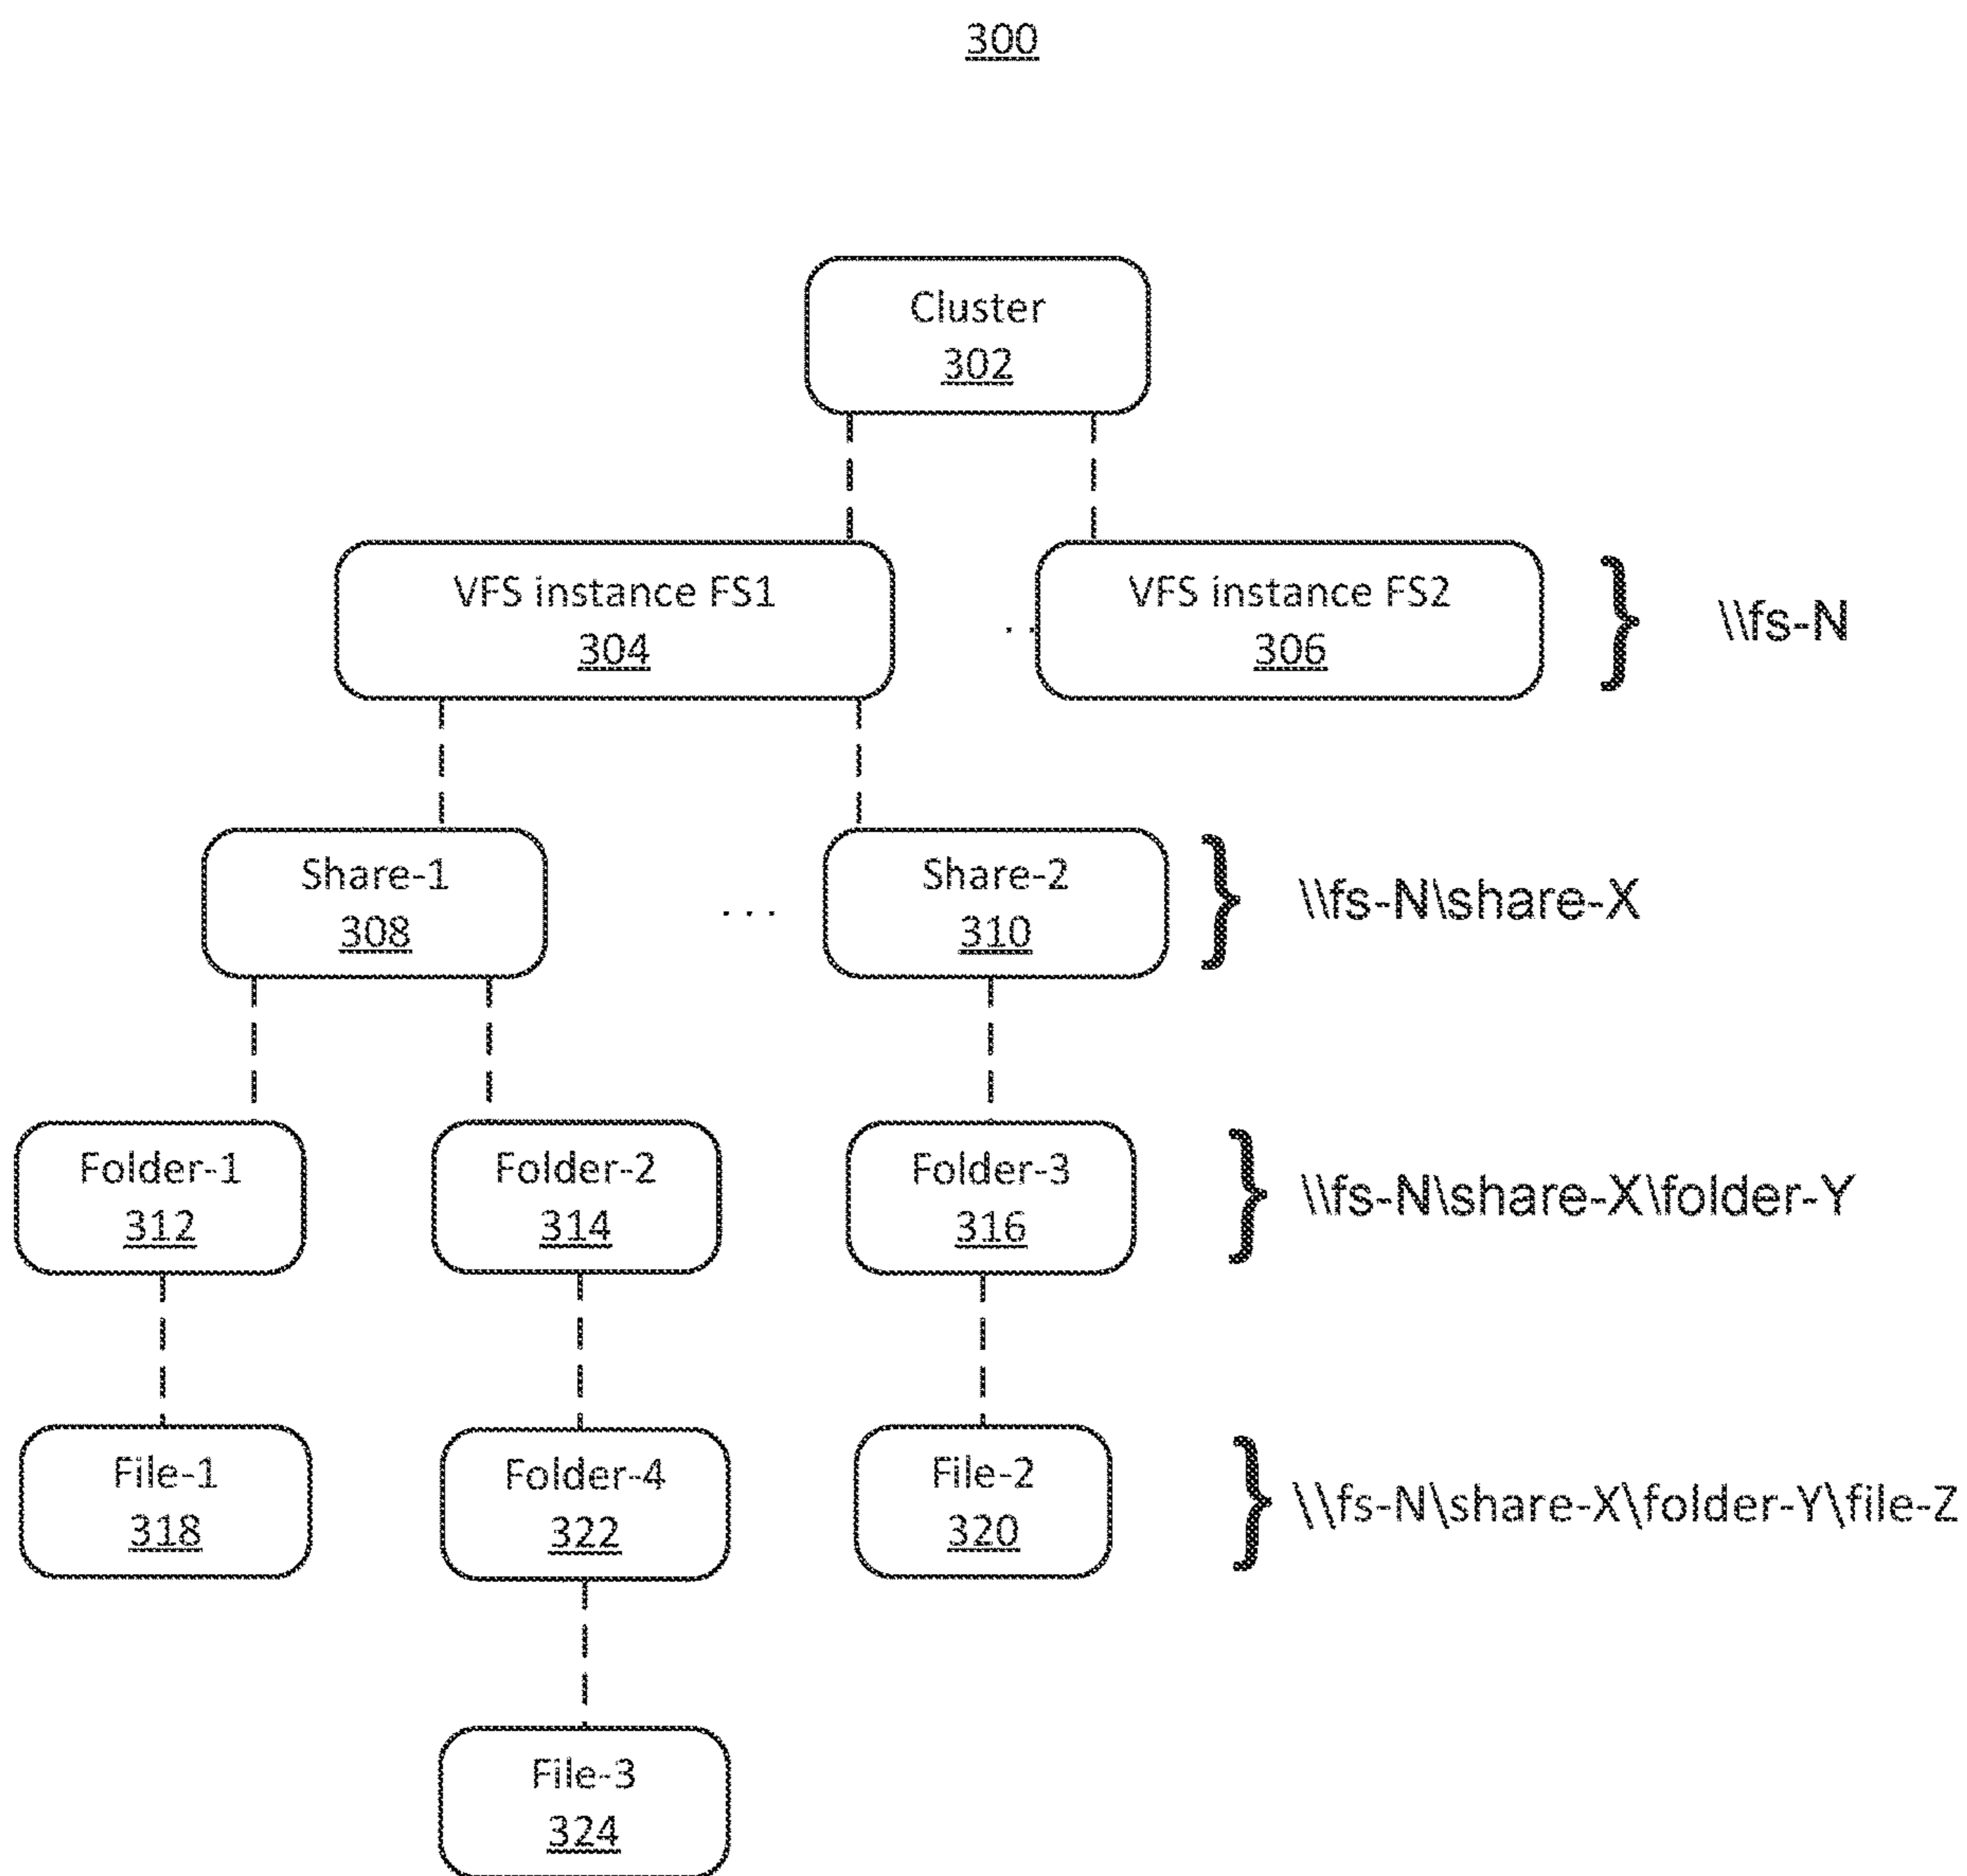 300
Cluster
302
VFS instance FS1
304
. .
VFS instance FS2
306
}
\\fs-N
Share-1
308
. . .
Share-2
310
}
\\fs-N\share-X
Folder-1
312
Folder-2
314
Folder-3
316
}
\\fs-N\share-X\folder-Y
File-1
318
Folder-4
322
File-2
320
}
\\fs-N\share-X\folder-Y\file-Z
File-3
324